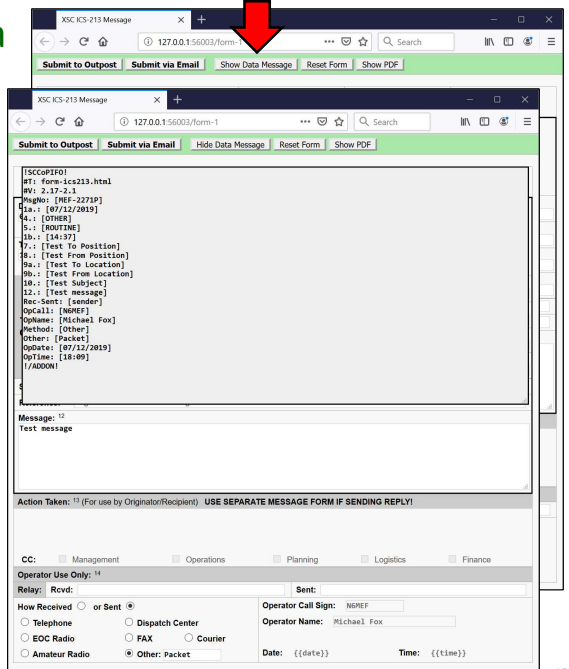 XSC ICS-213 Message
127.0.0.1:56003/form-1
Search
Submit to Outpost Submit via Email Show Data Message Reset Form Show PDF
XSC ICS-213 Message
127.0.0.1:56003/form-1
Search
Submit to Outpost Submit via Email Hide Data Message Reset Form Show PDF
!SCCoPIFO!
#T: form-ics213.html
#V: 2.17-2.1
MsgNo: [MEF-2271P]
1a.: [07/12/2019]
4.: [OTHER]
5.: [ROUTINE]
1b.: [14:37]
7.: [Test To Position]
8.: [Test From Position]
9a.: [Test To Location]
9b.: [Test From Location]
10.: [Test Subject]
12.: [Test message]
Rec-Sent: [sender]
OpCall: [N6MEF]
OpName: [Michael Fox]
Method: [Other]
Other: [Packet]
OpDate: [07/12/2019]
OpTime: [18:09]
!/ADDON!
Message: 12
Test message
Action Taken: 13 (For use by Originator/Recipient) USE SEPARATE MESSAGE FORM IF SENDING REPLY!
CC: Management Operations Planning Logistics Finance
Operator Use Only: 14
Relay: Rcvd: Sent:
How Received or Sent Operator Call Sign: N6MEF
Telephone Dispatch Center Operator Name: Michael Fox
EOC Radio FAX Courier
Amateur Radio Other: Packet Date: {{date}} Time: {{time}}